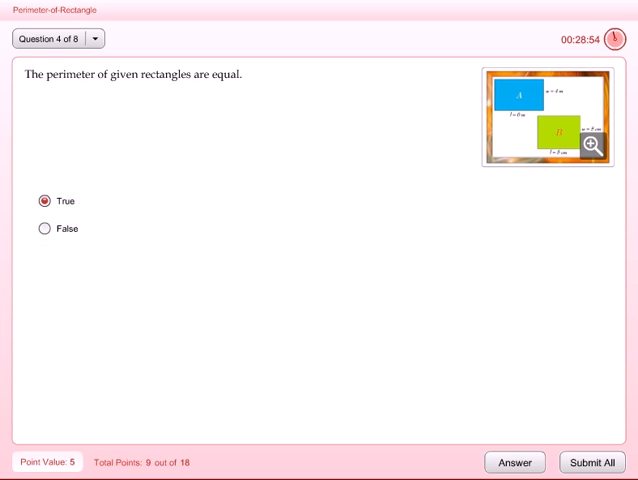 Perimeter-of-Rectangle
Question 4 of 8
00:28:54
The perimeter of given rectangles are equal.
A
B
True
False
Point Value: 5
Total Points: 9 out of 18
Answer
Submit All